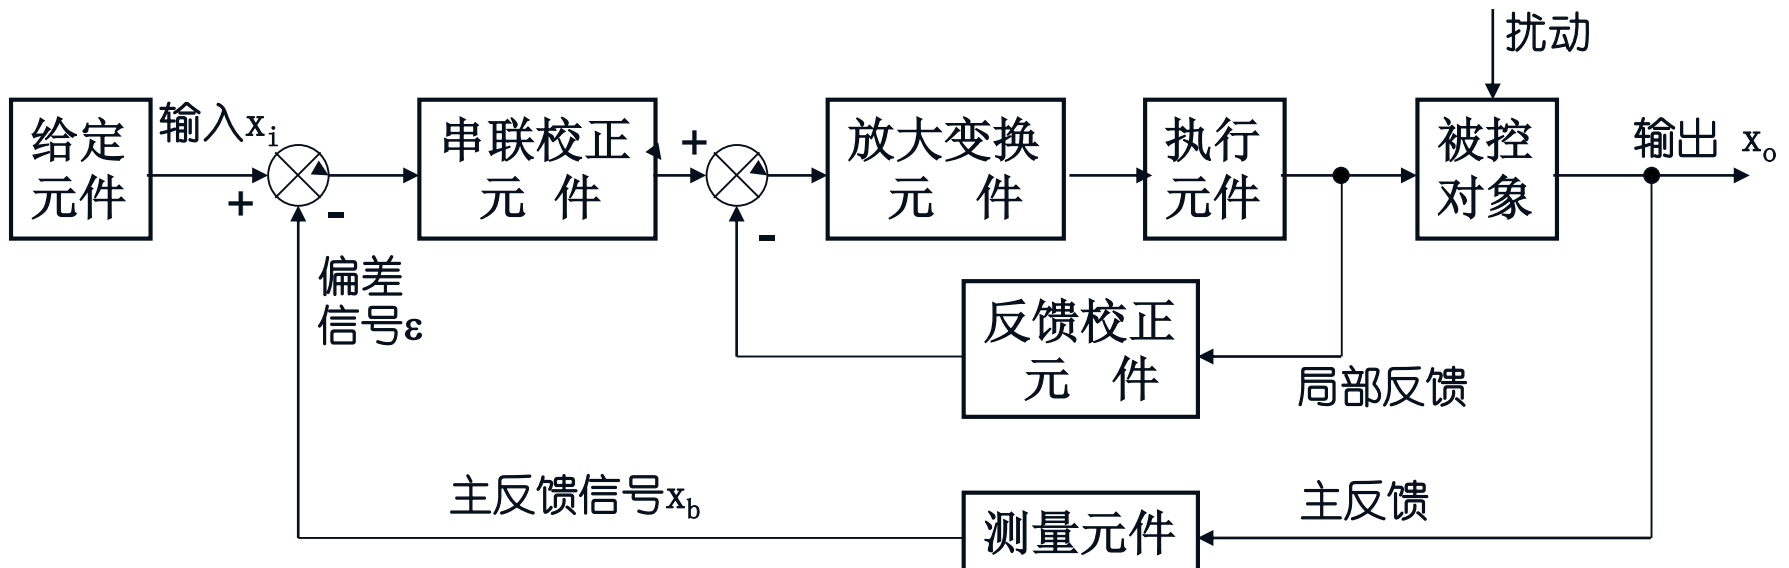 扰动
给定
元件
输入xi
+
串联校正
元 件
+
-
放大变换
元 件
-
执行
元件
被控
对象
输出 xo
偏差
信号ε
反馈校正
元 件
局部反馈
主反馈信号xb
测量元件
主反馈